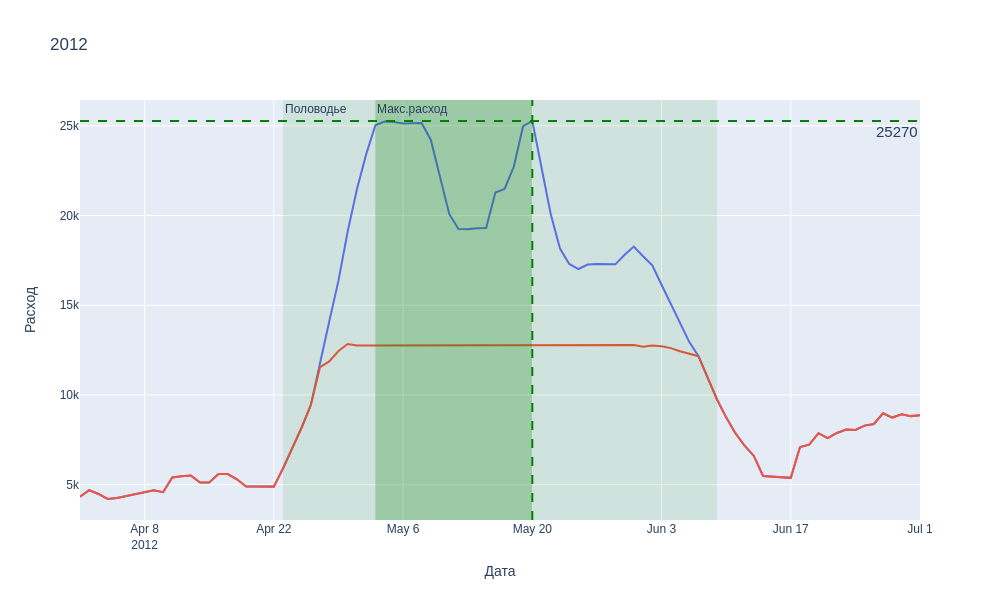 2012
Половодье
Макс.расход
25270
25k
20k
15k
10k
5k
Расход
Apr 8
2012
Apr 22
May 6
May 20
Jun 3
Jun 17
Jul 1
Дата